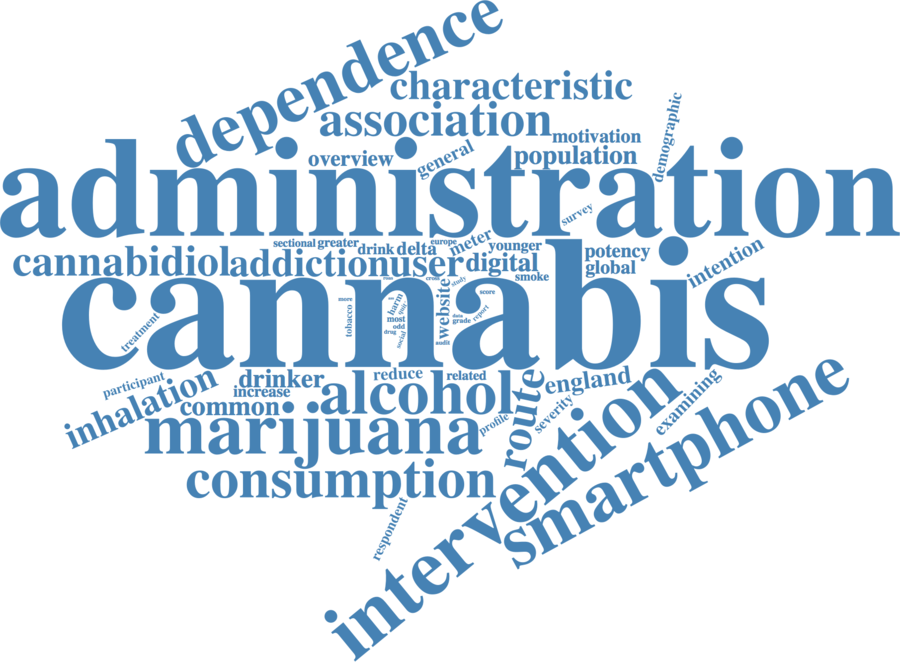 dependence
characteristic
association
motivation
demographic
overview
general
population
administration
survey
sectional
greater
drink
delta
europe
meter
younger
potency
intention
cannabidiol
addiction
user
digital
global
smoke
cannabis
study
score
more
harm
quit
website
tobacco
most
odd
drug
social
data
grade
report
audit
treatment
participant
inhalation
drinker
increase
common
reduce
related
alcohol
route
england
severity
examining
marijuana
profile
intervention
smartphone
consumption
respondent